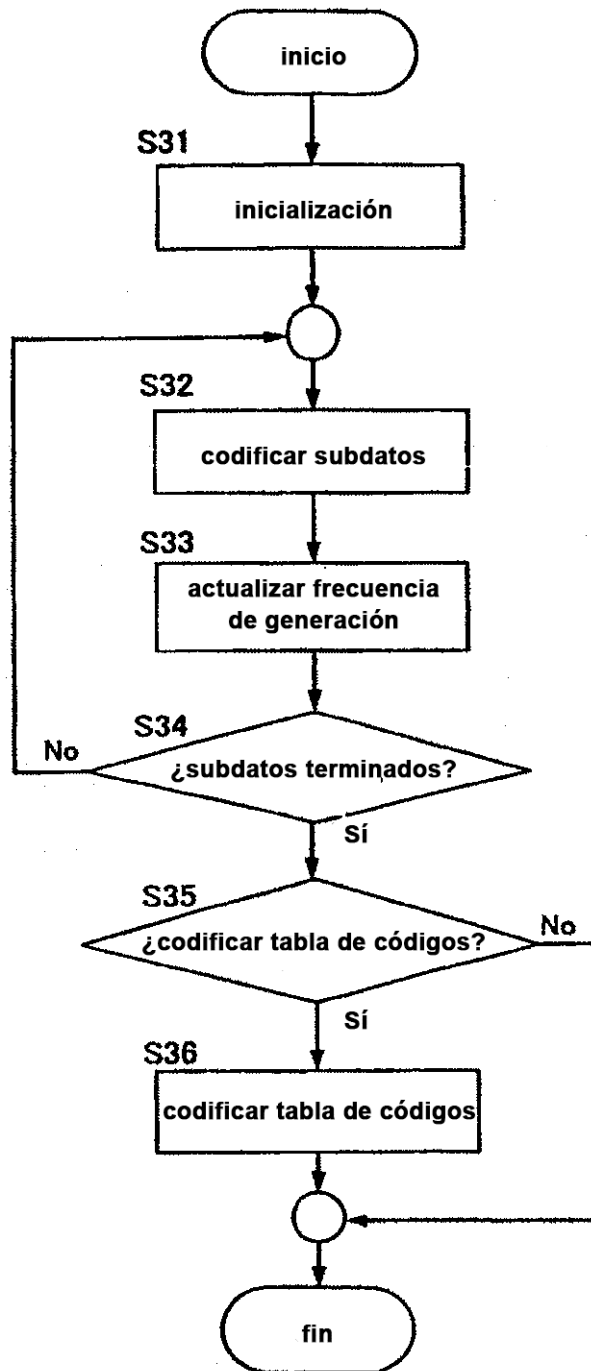 inicio
S31
inicialización
S32
codificar subdatos
S33
actualizar frecuencia
de generación
S34
No
¿subdatos terminados?
Sí
S35
¿codificar tabla de códigos?
No
Sí
S36
codificar tabla de códigos
fin